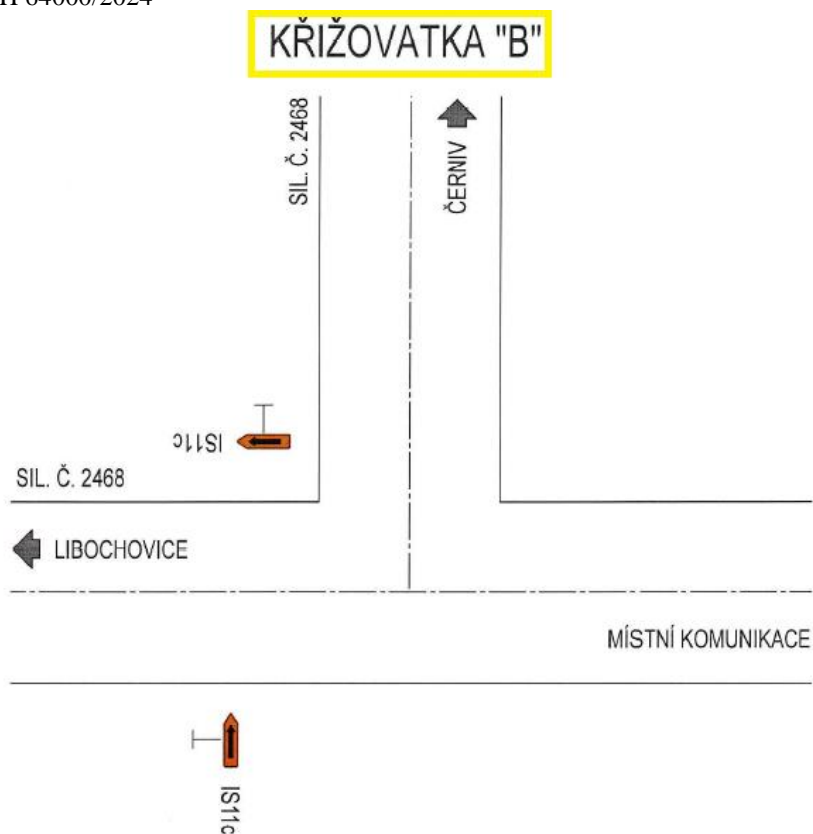 KŘIŽOVATKA "B"
SIL. Č. 2468
ČERNIV
IS11c
SIL. Č. 2468
LIBOCHOVICE
MÍSTNÍ KOMUNIKACE
IS11c